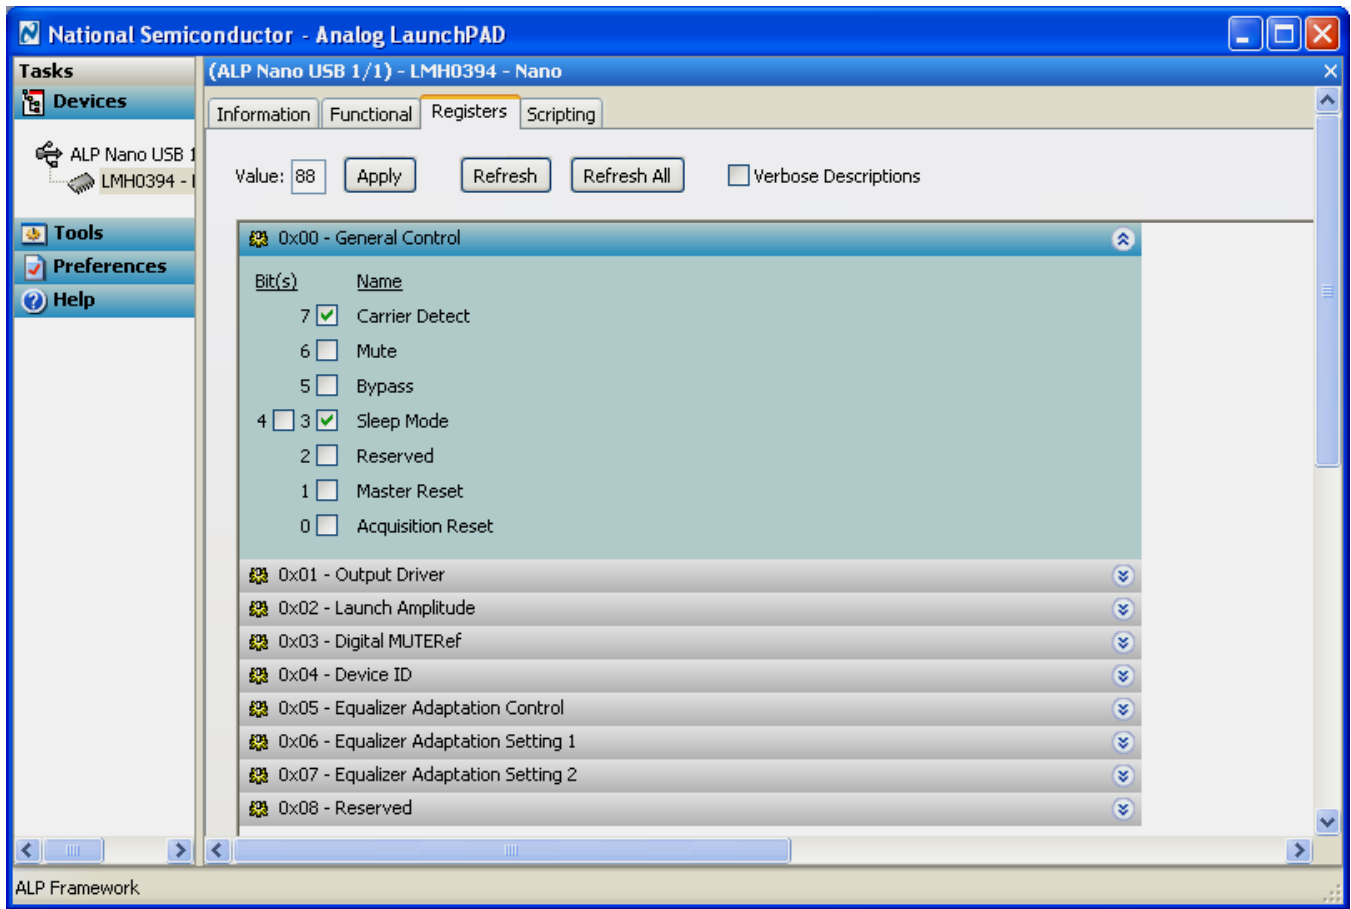 National Semiconductor - Analog LaunchPAD
Tasks
(ALP Nano USB 1/1) - LMH0394 - Nano
Devices
Information Functional Registers Scripting
ALP Nano USB 1
LMH0394 - I
Value: 88 Apply Refresh Refresh All Verbose Descriptions
Tools
Preferences
Help
0x00 - General Control
Bit(s) Name
7 Carrier Detect
6 Mute
5 Bypass
4 3 Sleep Mode
2 Reserved
1 Master Reset
0 Acquisition Reset
0x01 - Output Driver
0x02 - Launch Amplitude
0x03 - Digital MUTERef
0x04 - Device ID
0x05 - Equalizer Adaptation Control
0x06 - Equalizer Adaptation Setting 1
0x07 - Equalizer Adaptation Setting 2
0x08 - Reserved
ALP Framework